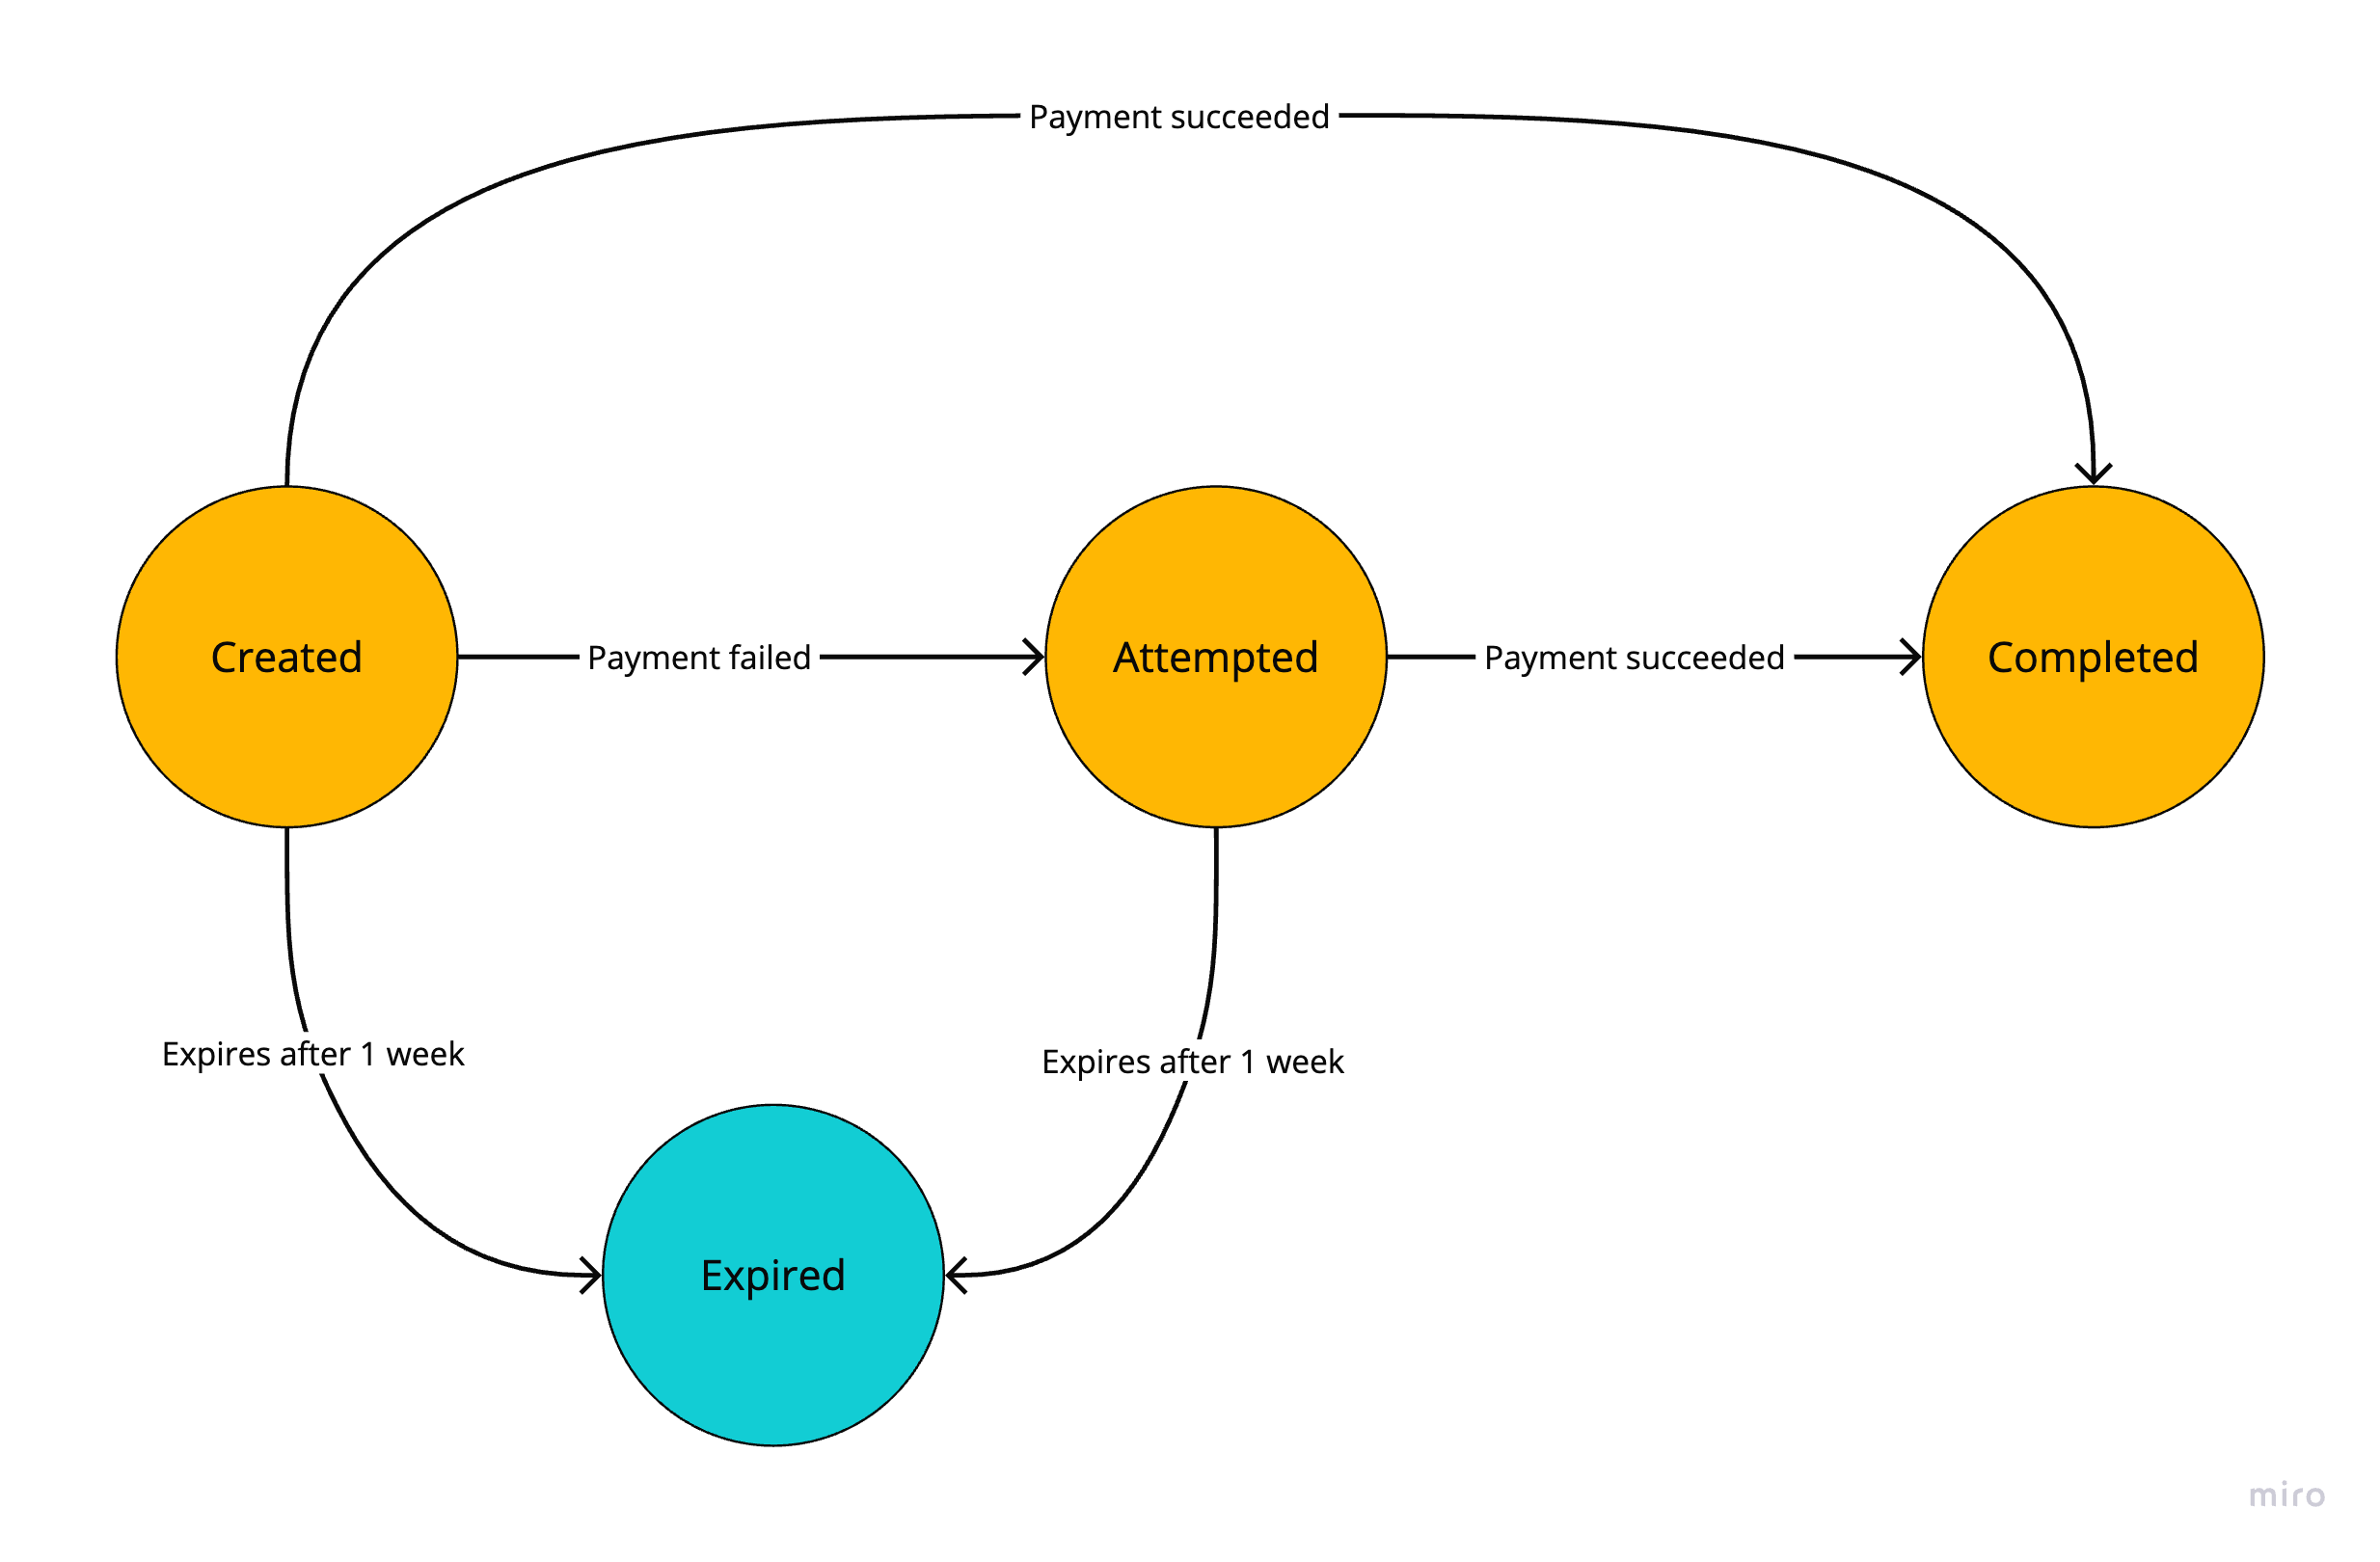 Payment succeeded
Created
Payment failed
Attempted
Payment succeeded
Completed
Expires after 1 week
Expires after 1 week
Expired
miro